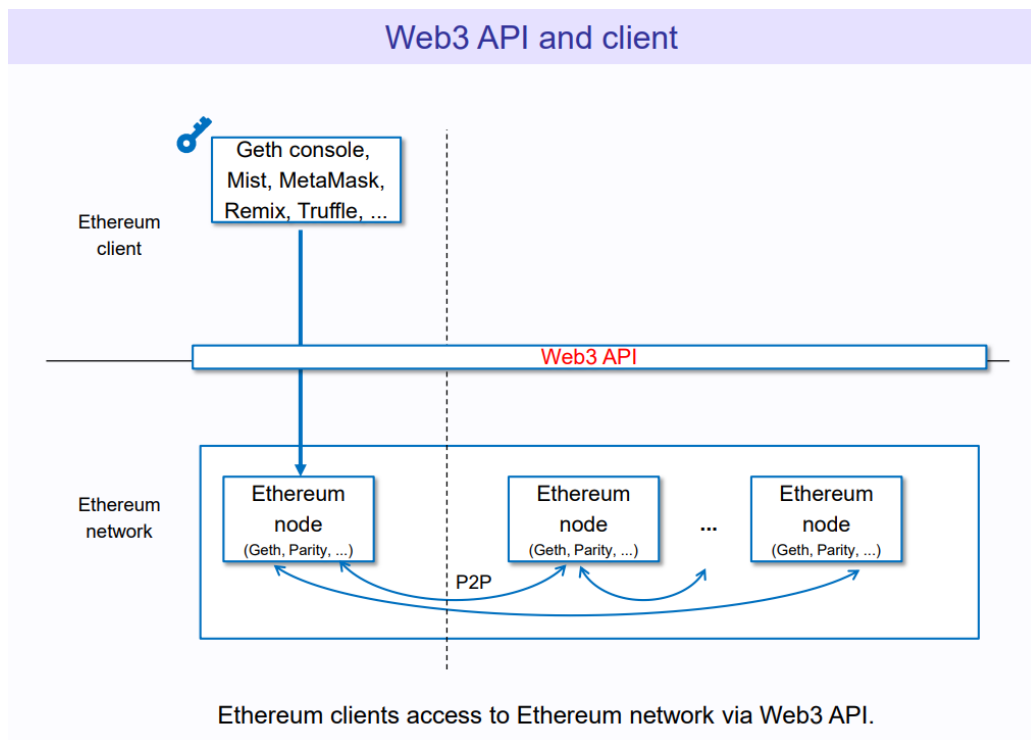 Web3 API and client
Geth console,
Mist, MetaMask,
Remix, Truffle, ...
Ethereum
client
Web3 API
Ethereum
network
Ethereum
node
(Geth, Parity, ...)
Ethereum
node
(Geth, Parity, ...)
...
Ethereum
node
(Geth, Parity, ...)
P2P
Ethereum clients access to Ethereum network via Web3 API.